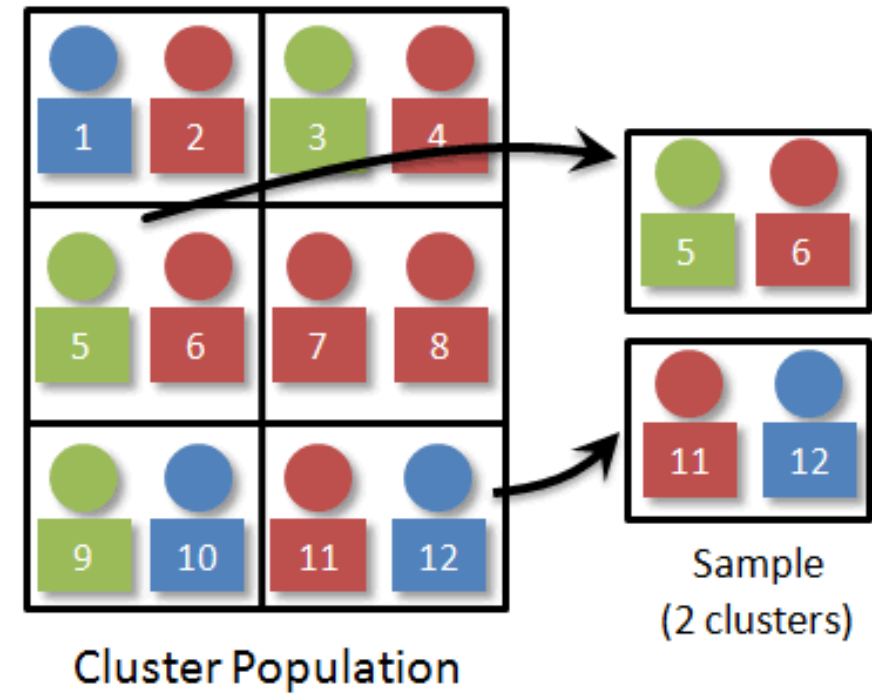 1 2 3 4
5 6
5 6 7 8
11 12
9 10 11 12
Sample
(2 clusters)
Cluster Population